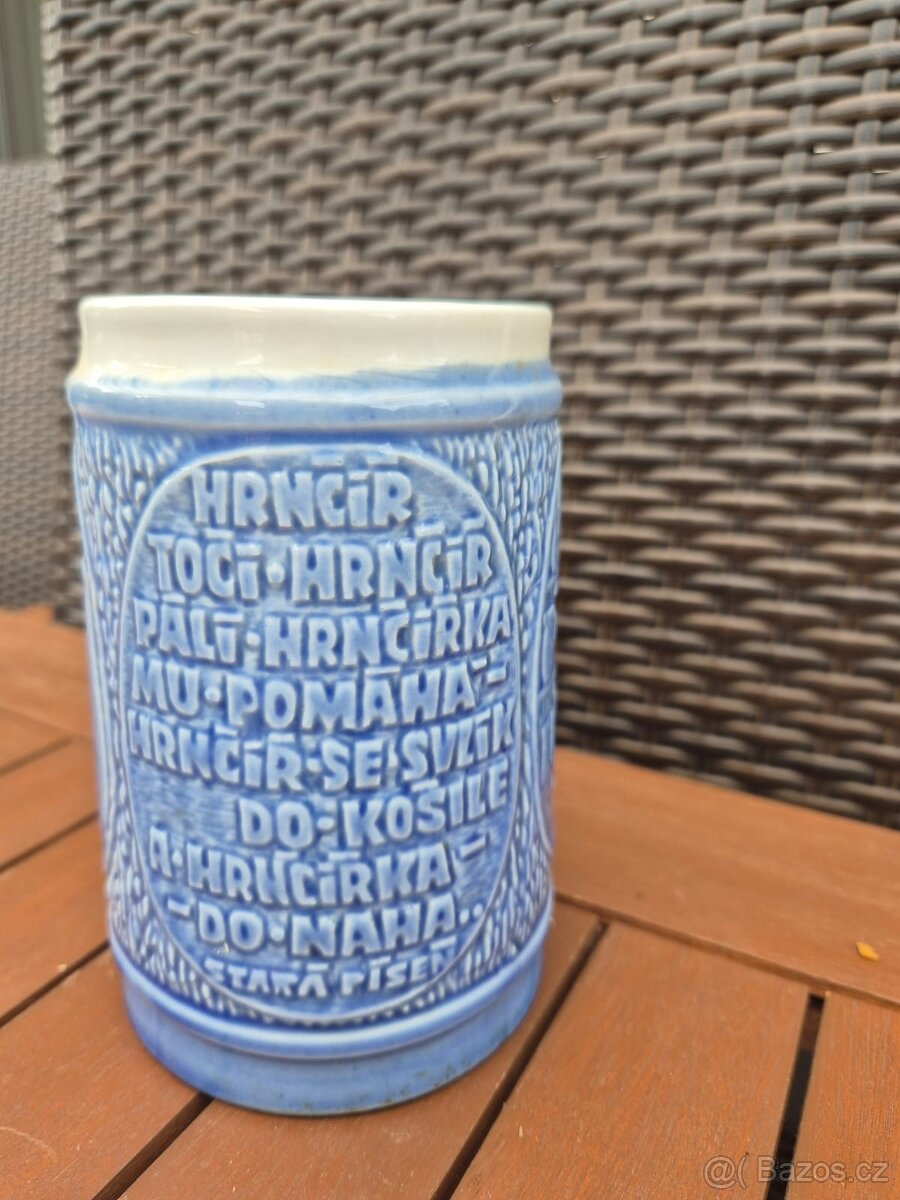 HRNČÍŘ
TOČÍ · HRNČÍŘ
PÁLÍ · HRNČÍŘKA
MU · POMÁHÁ –
HRNČÍŘ · SE SVLÍK
DO · KOŠILE
A · HRNČÍŘKA –
– DO · NAHA..
STARÁ PÍSEŇ
@( Bazos.cz